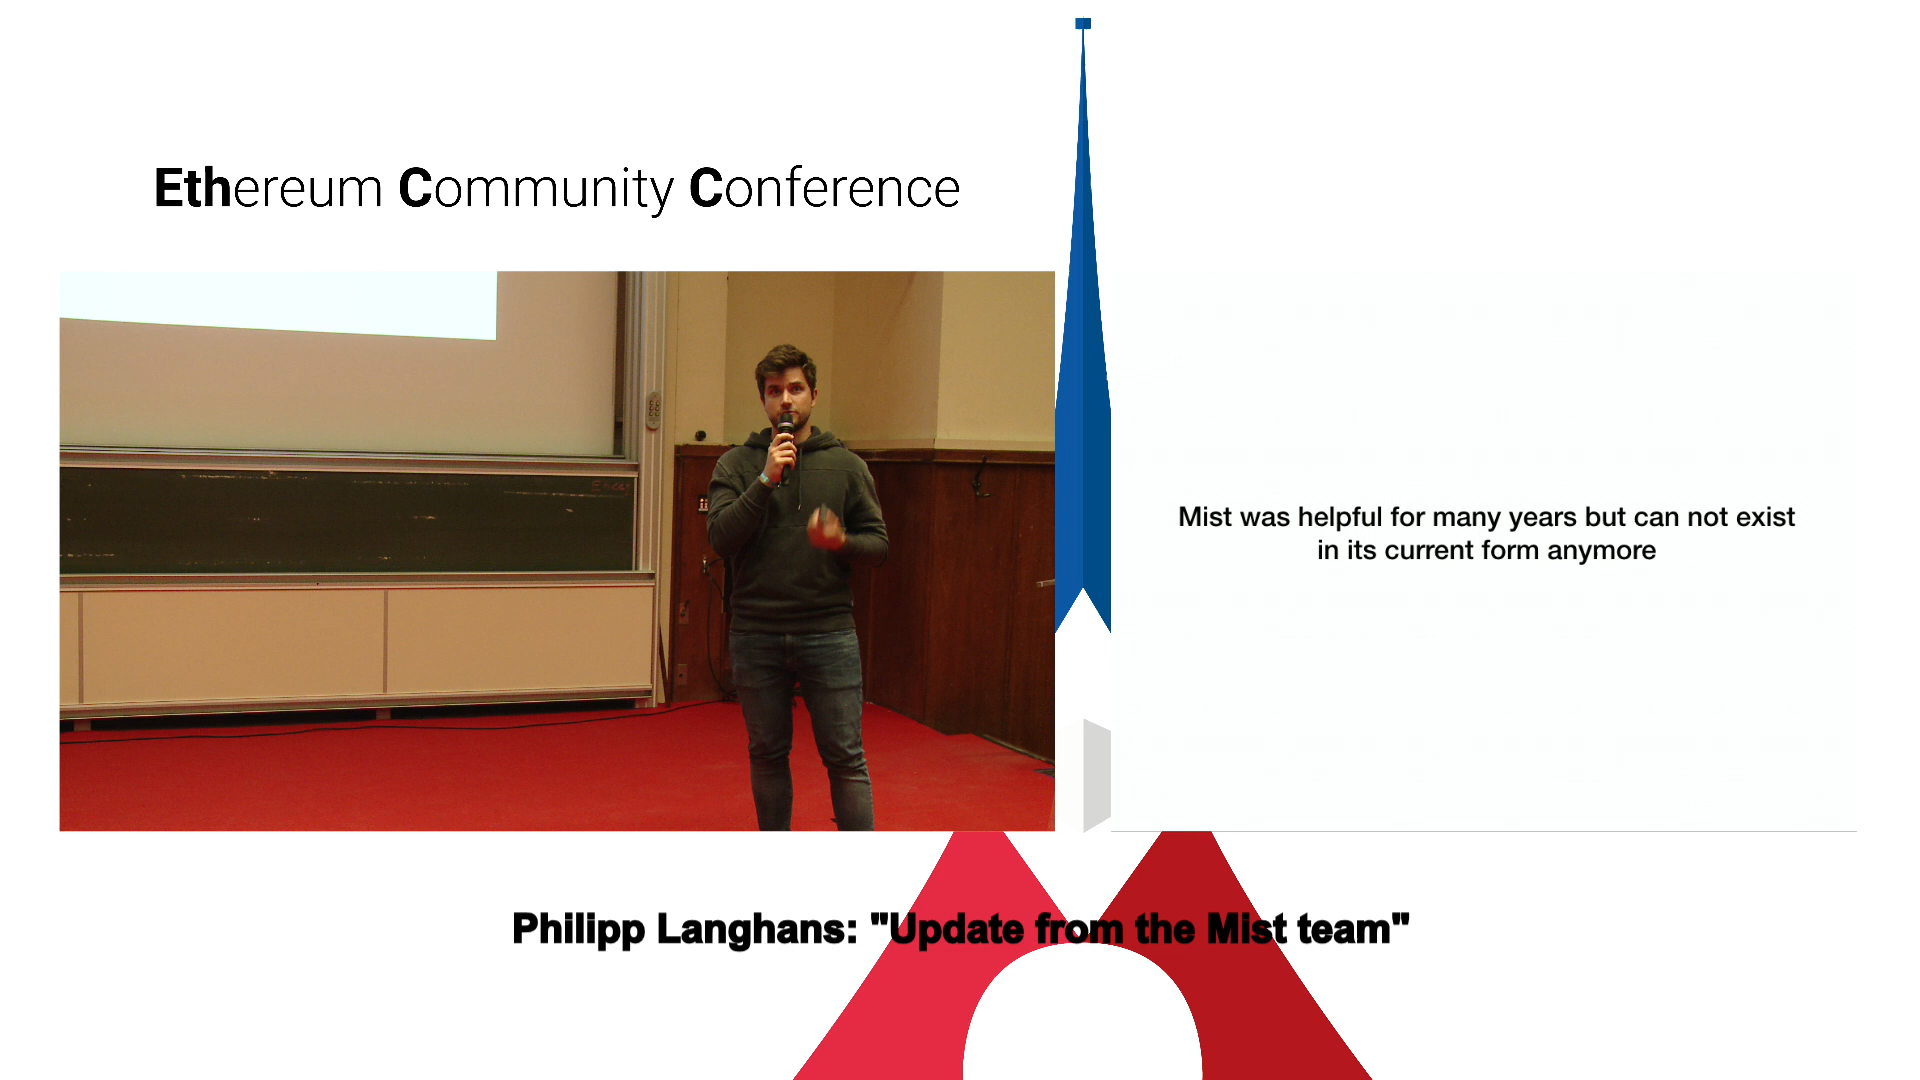 Ethereum Community Conference
Mist was helpful for many years but can not exist
in its current form anymore
Philipp Langhans: "Update from the Mist team"